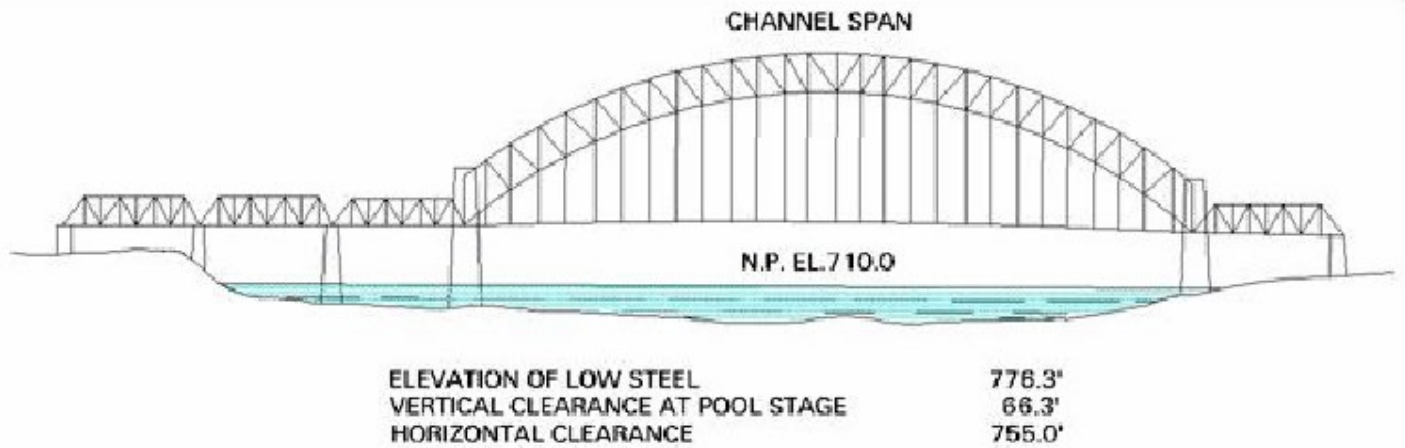 CHANNEL SPAN
N.P. EL.710.0
ELEVATION OF LOW STEEL 776.3'
VERTICAL CLEARANCE AT POOL STAGE 66.3'
HORIZONTAL CLEARANCE 755.0'